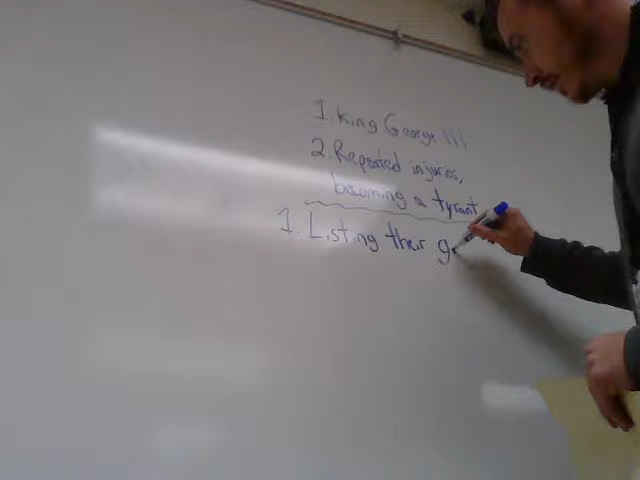 1. King George III
2. Repeated injuries,
becoming a tyrant
1. Listing their g